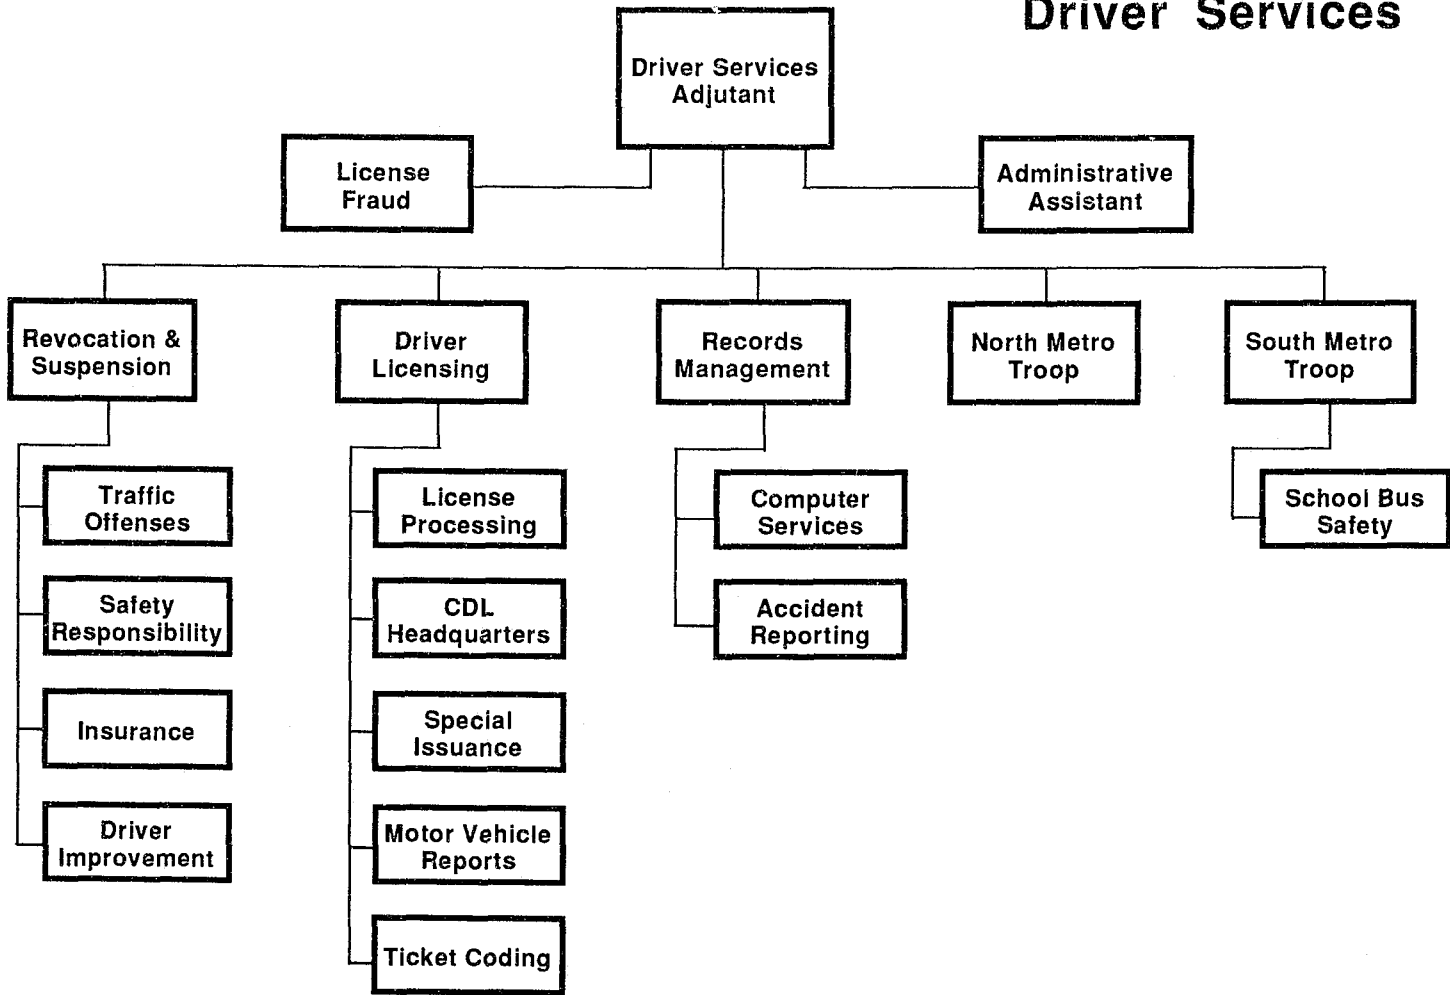 Driver Services
Driver Services
Adjutant
License
Fraud
Administrative
Assistant
Revocation &
Suspension
Driver
Licensing
Records
Management
North Metro
Troop
South Metro
Troop
Traffic
Offenses
Safety
Responsibility
Insurance
Driver
Improvement
License
Processing
CDL
Headquarters
Special
Issuance
Motor Vehicle
Reports
Ticket Coding
Computer
Services
Accident
Reporting
School Bus
Safety